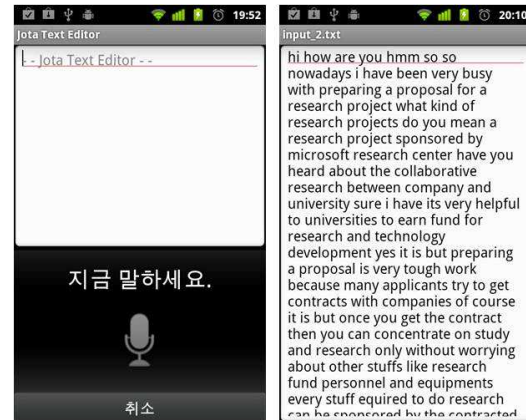 19:52
Jota Text Editor
- - Jota Text Editor - -
지금 말하세요.
취소
20:10
input_2.txt
hi how are you hmm so so
nowadays i have been very busy
with preparing a proposal for a
research project what kind of
research projects do you mean a
research project sponsored by
microsoft research center have you
heard about the collaborative
research between company and
university sure i have its very helpful
to universities to earn fund for
research and technology
development yes it is but preparing
a proposal is very tough work
because many applicants try to get
contracts with companies of course
it is but once you get the contract
then you can concentrate on study
and research only without worrying
about other stuffs like research
fund personnel and equipments
every stuff equired to do research
can be sponsored by the contracted